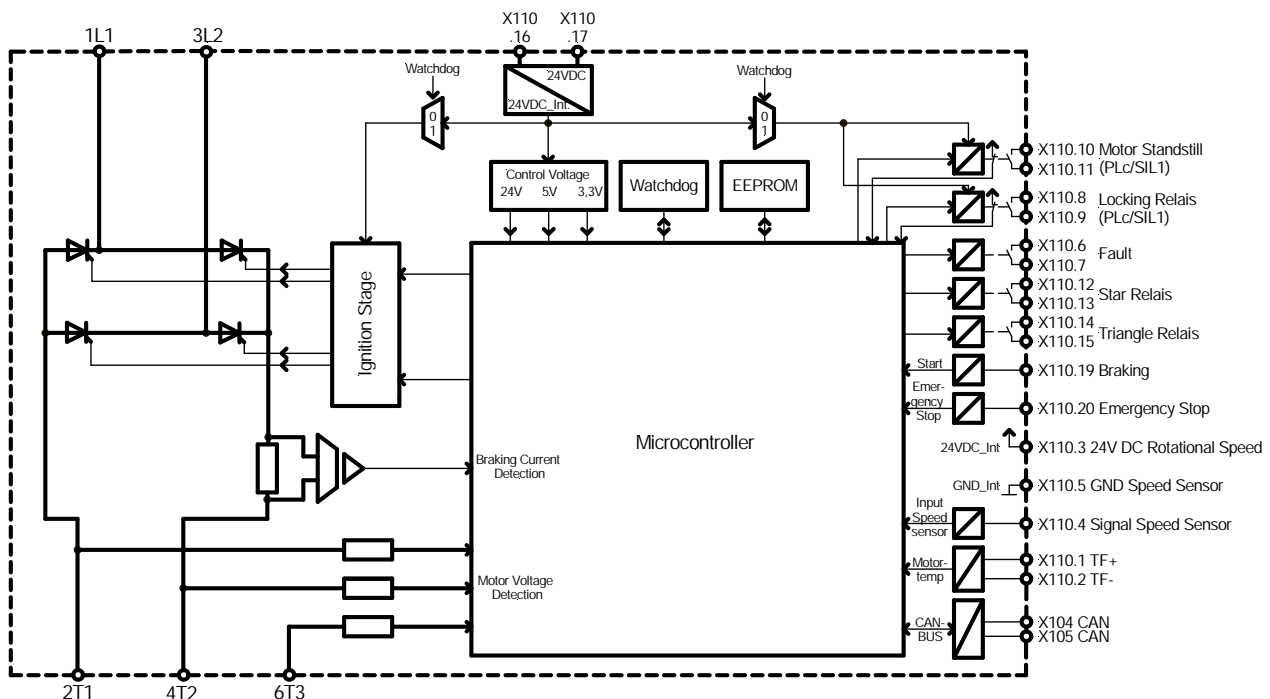 1L1
3L2
X110
.16
X110
.17
24VDC
24VDC_Int.
Watchdog
0
1
Watchdog
0
1
Control Voltage
24V 5V 3,3V
Watchdog
EEPROM
X110.10 Motor Standstill
X110.11 (PLc/SIL1)
X110.8 Locking Relais
X110.9 (PLc/SIL1)
X110.6
X110.7
Fault
X110.12
X110.13
Star Relais
X110.14
X110.15
Triangle Relais
Ignition Stage
Start
X110.19 Braking
Emer-
gency
Stop
X110.20 Emergency Stop
Microcontroller
24VDC_Int
X110.3 24V DC Rotational Speed
Braking Current
Detection
GND_Int
X110.5 GND Speed Sensor
Input
Speed
sensor
X110.4 Signal Speed Sensor
Motor-
temp
X110.1 TF+
X110.2 TF-
Motor Voltage
Detection
CAN-
BUS
X104 CAN
X105 CAN
2T1
4T2
6T3